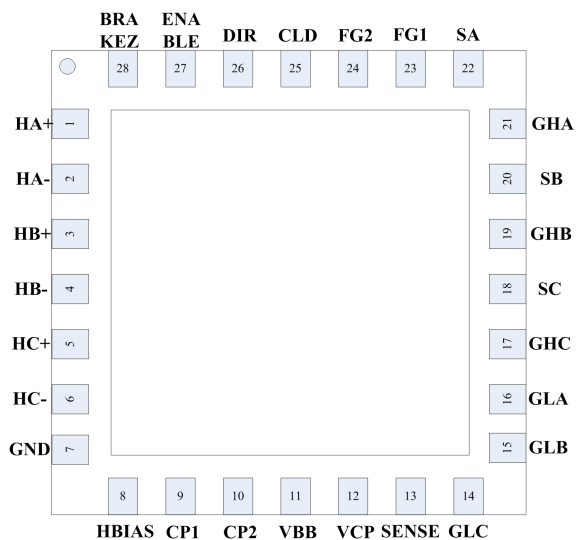 BRA
KEZ
ENA
BLE
DIR
CLD
FG2
FG1
SA
28
27
26
25
24
23
22
HA+
1
21
GHA
HA-
2
20
SB
HB+
3
19
GHB
HB-
4
18
SC
HC+
5
17
GHC
HC-
6
16
GLA
GND
7
15
GLB
8
9
10
11
12
13
14
HBIAS
CP1
CP2
VBB
VCP
SENSE
GLC